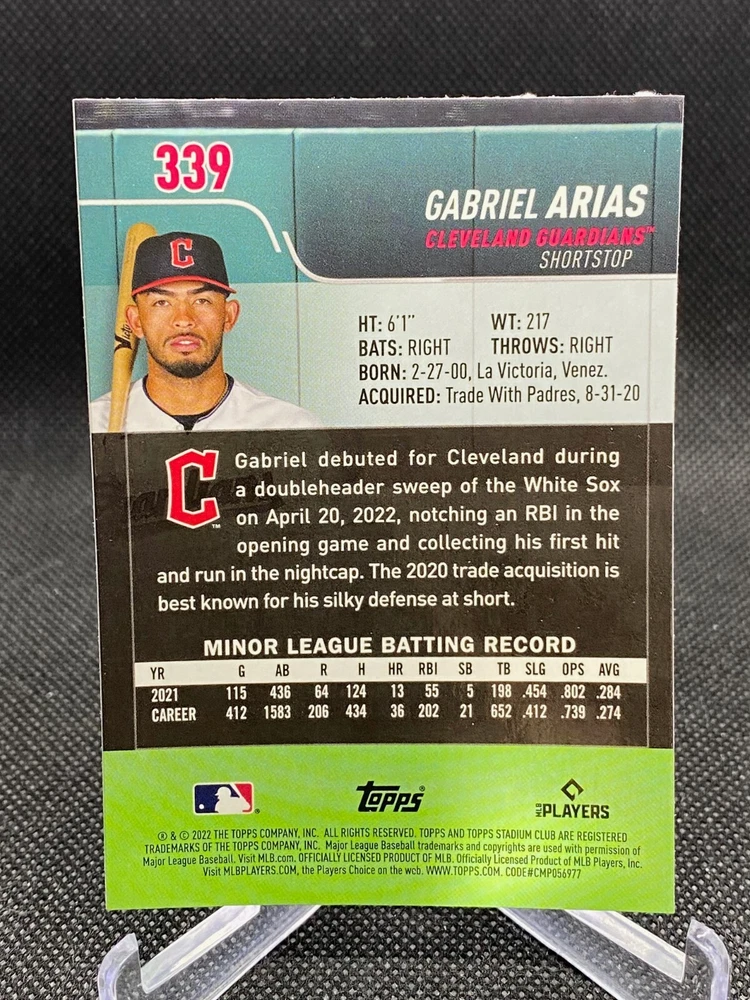 339
GABRIEL ARIAS
CLEVELAND GUARDIANS™
SHORTSTOP
C
HT: 6'1" WT: 217
BATS: RIGHT THROWS: RIGHT
BORN: 2-27-00, La Victoria, Venez.
ACQUIRED: Trade With Padres, 8-31-20
C™
Gabriel debuted for Cleveland during
a doubleheader sweep of the White Sox
on April 20, 2022, notching an RBI in the
opening game and collecting his first hit
and run in the nightcap. The 2020 trade acquisition is
best known for his silky defense at short.
MINOR LEAGUE BATTING RECORD
YR G AB R H HR RBI SB TB SLG OPS AVG
2021 115 436 64 124 13 55 5 198 .454 .802 .284
CAREER 412 1583 206 434 36 202 21 652 .412 .739 .274
topps®
MLB PLAYERS
® & © 2022 THE TOPPS COMPANY, INC. ALL RIGHTS RESERVED. TOPPS AND TOPPS STADIUM CLUB ARE REGISTERED
TRADEMARKS OF THE TOPPS COMPANY, INC. Major League Baseball trademarks and copyrights are used with permission of
Major League Baseball. Visit MLB.com. OFFICIALLY LICENSED PRODUCT OF MLB. Officially Licensed Product of MLB Players, Inc.
Visit MLBPLAYERS.COM, the Players Choice on the web. WWW.TOPPS.COM. CODE#CMP056977